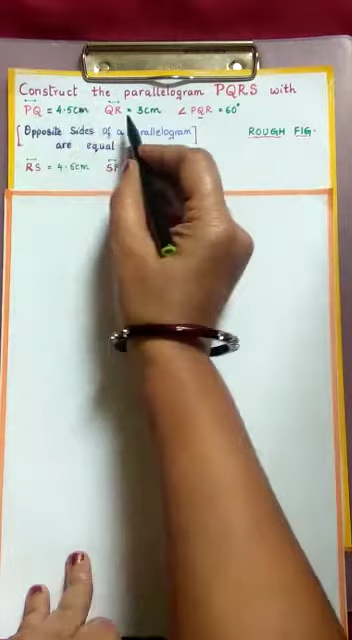 Construct the parallelogram PQRS with
PQ = 4.5cm QR = 3cm ∠ PQR = 60°
[ Opposite Sides of a parallelogram ]
are equal
ROUGH FIG.
RS = 4.5cm